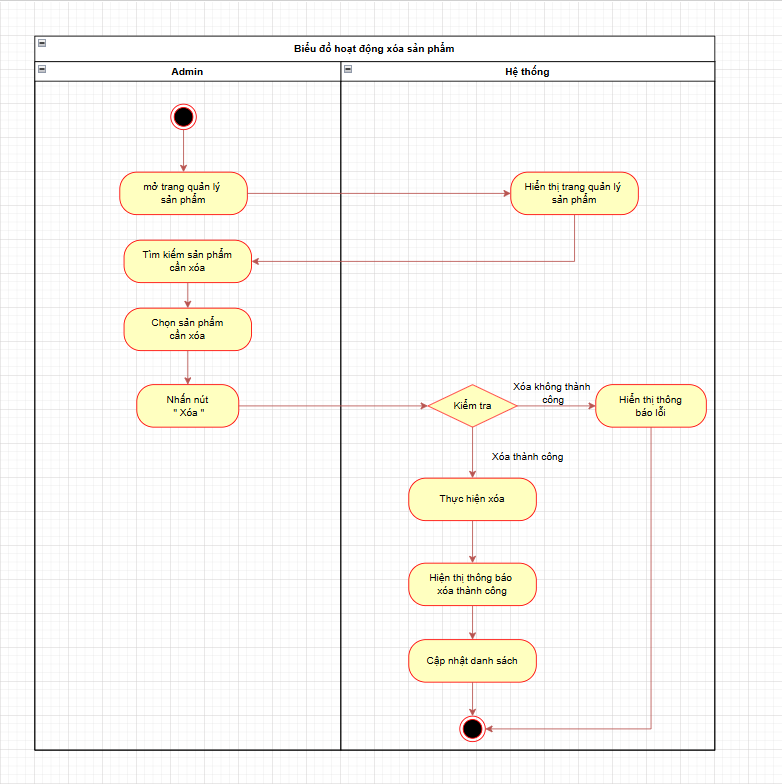 Biểu đồ hoạt động xóa sản phẩm
Admin
Hệ thống
mở trang quản lý
sản phẩm
Hiển thị trang quản lý
sản phẩm
Tìm kiếm sản phẩm
cần xóa
Chọn sản phẩm
cần xóa
Nhấn nút
" Xóa "
Kiểm tra
Xóa không thành
công
Hiển thị thông
báo lỗi
Xóa thành công
Thực hiện xóa
Hiện thị thông báo
xóa thành công
Cập nhật danh sách